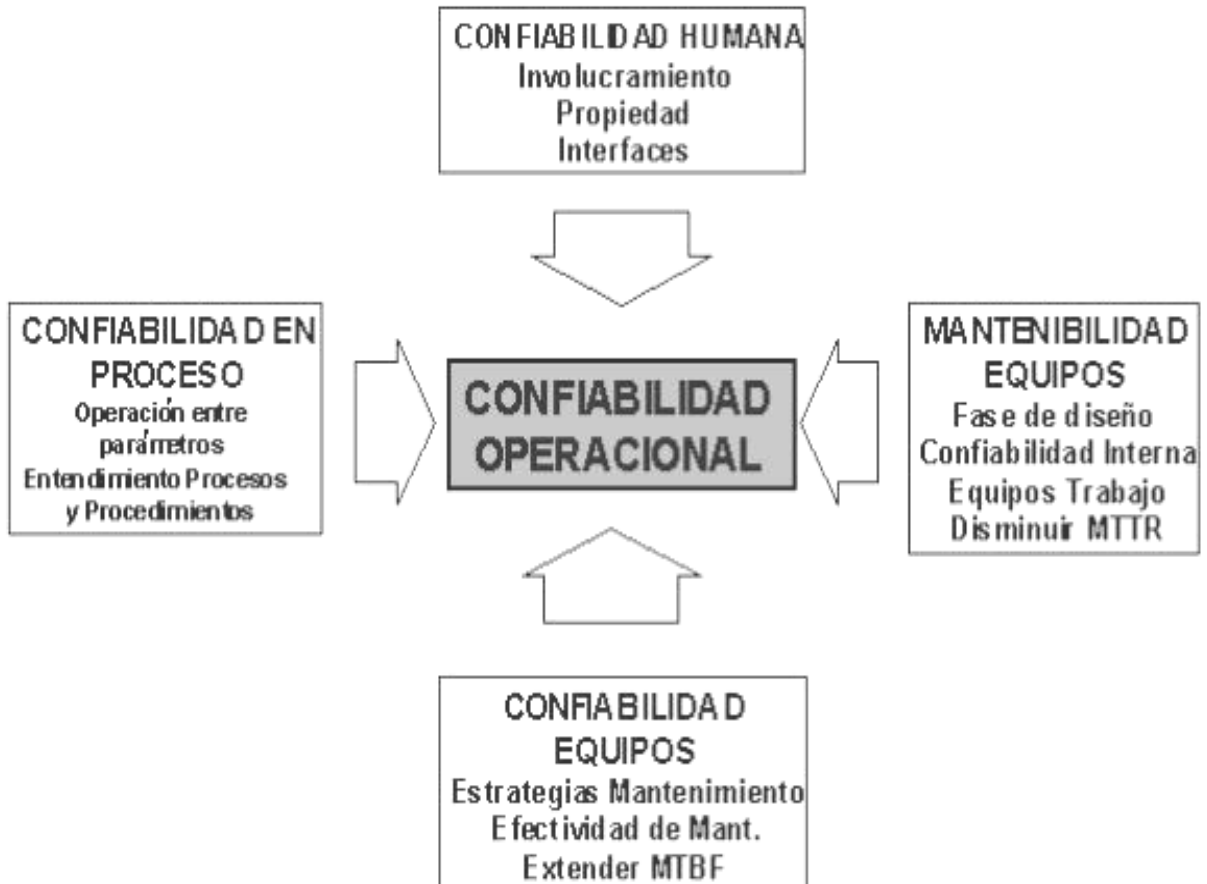 CONFIABILIDAD HUMANA
Involucramiento
Propiedad
Interfaces
CONFIABILIDAD EN
PROCESO
Operación entre
parámetros
Entendimiento Procesos
y Procedimientos
CONFIABILIDAD
OPERACIONAL
MANTENIBILIDAD
EQUIPOS
Fase de diseño
Confiabilidad Interna
Equipos Trabajo
Disminuir MTTR
CONFIABILIDAD
EQUIPOS
Estrategias Mantenimiento
Efectividad de Mant.
Extender MTBF